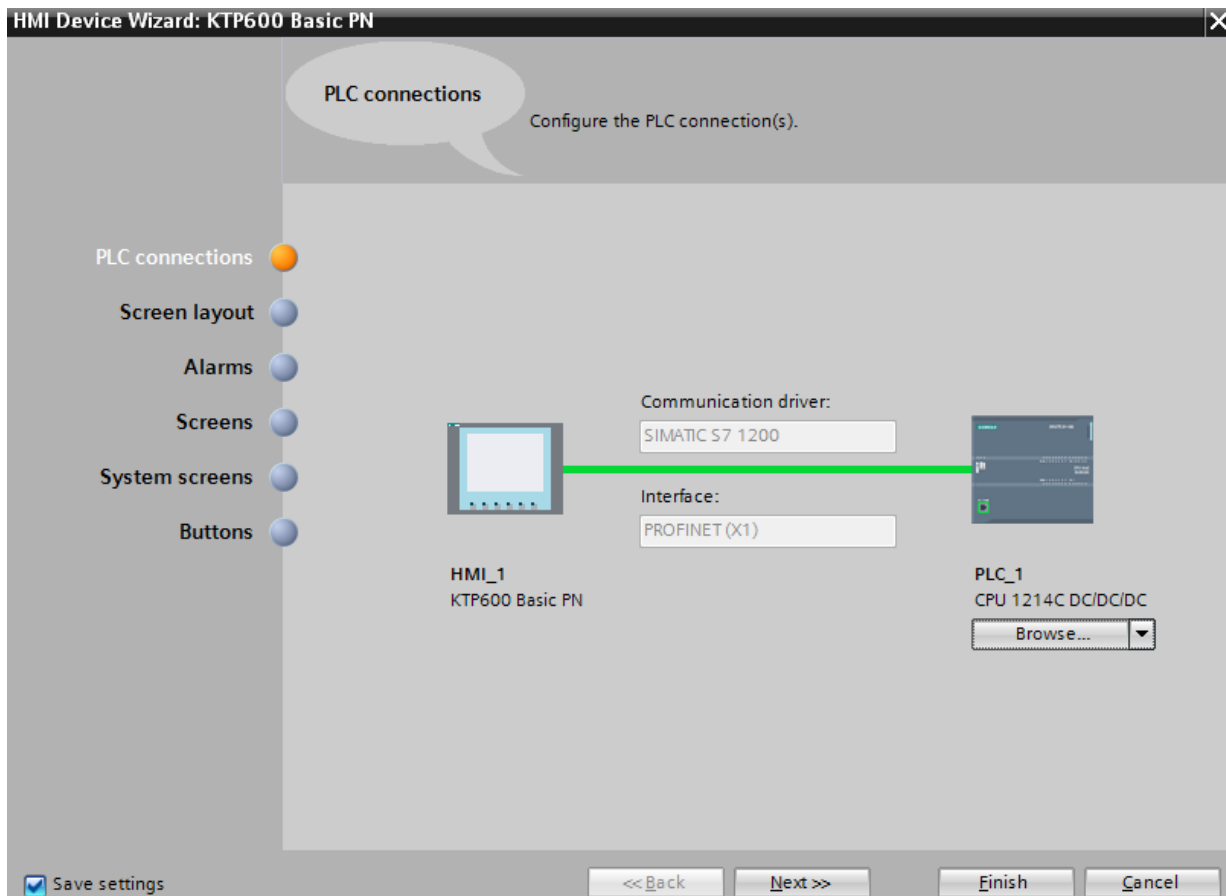 HMI Device Wizard: KTP600 Basic PN
PLC connections
Configure the PLC connection(s).
PLC connections
Screen layout
Alarms
Screens
System screens
Buttons
Communication driver:
SIMATIC S7 1200
Interface:
PROFINET (X1)
HMI_1
KTP600 Basic PN
PLC_1
CPU 1214C DC/DC/DC
Browse...
Save settings
<<Back
Next>>
Finish
Cancel